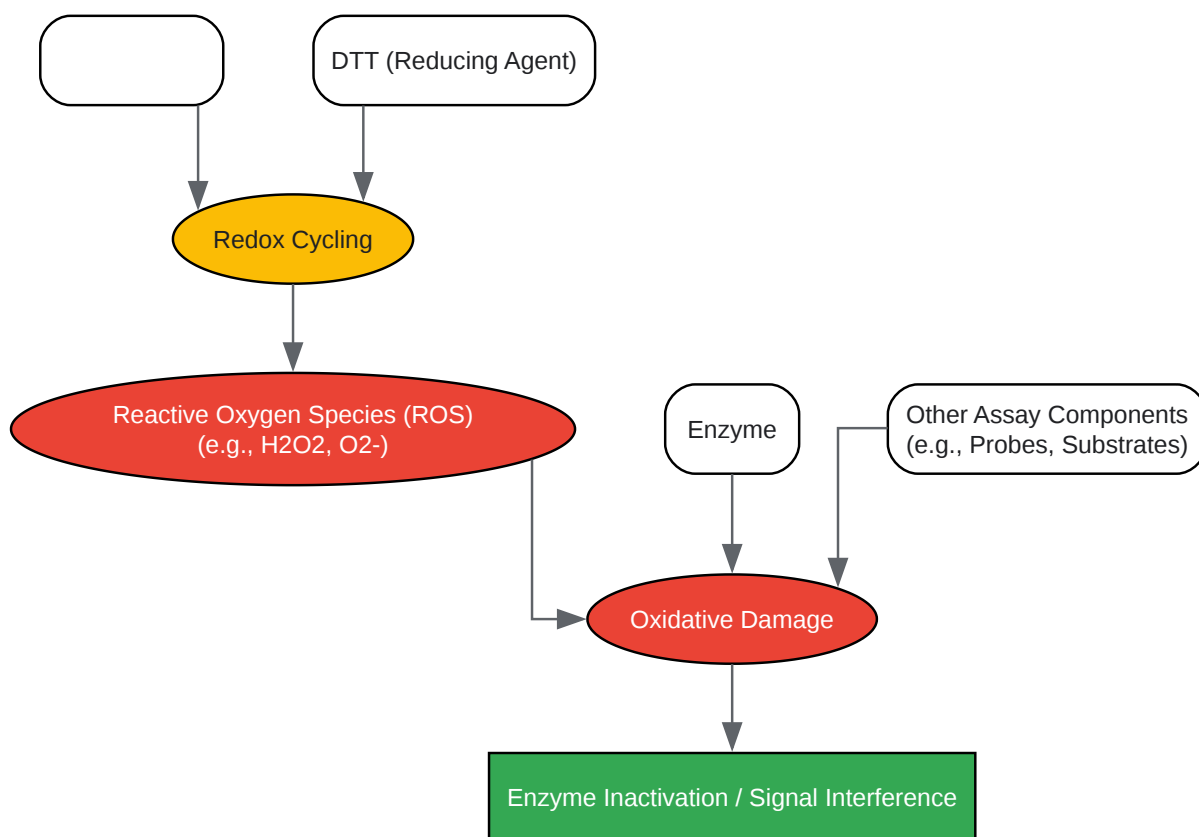 DTT (Reducing Agent)
Redox Cycling
Reactive Oxygen Species (ROS)
(e.g., H2O2, O2-)
Enzyme
Other Assay Components
(e.g., Probes, Substrates)
Oxidative Damage
Enzyme Inactivation / Signal Interference